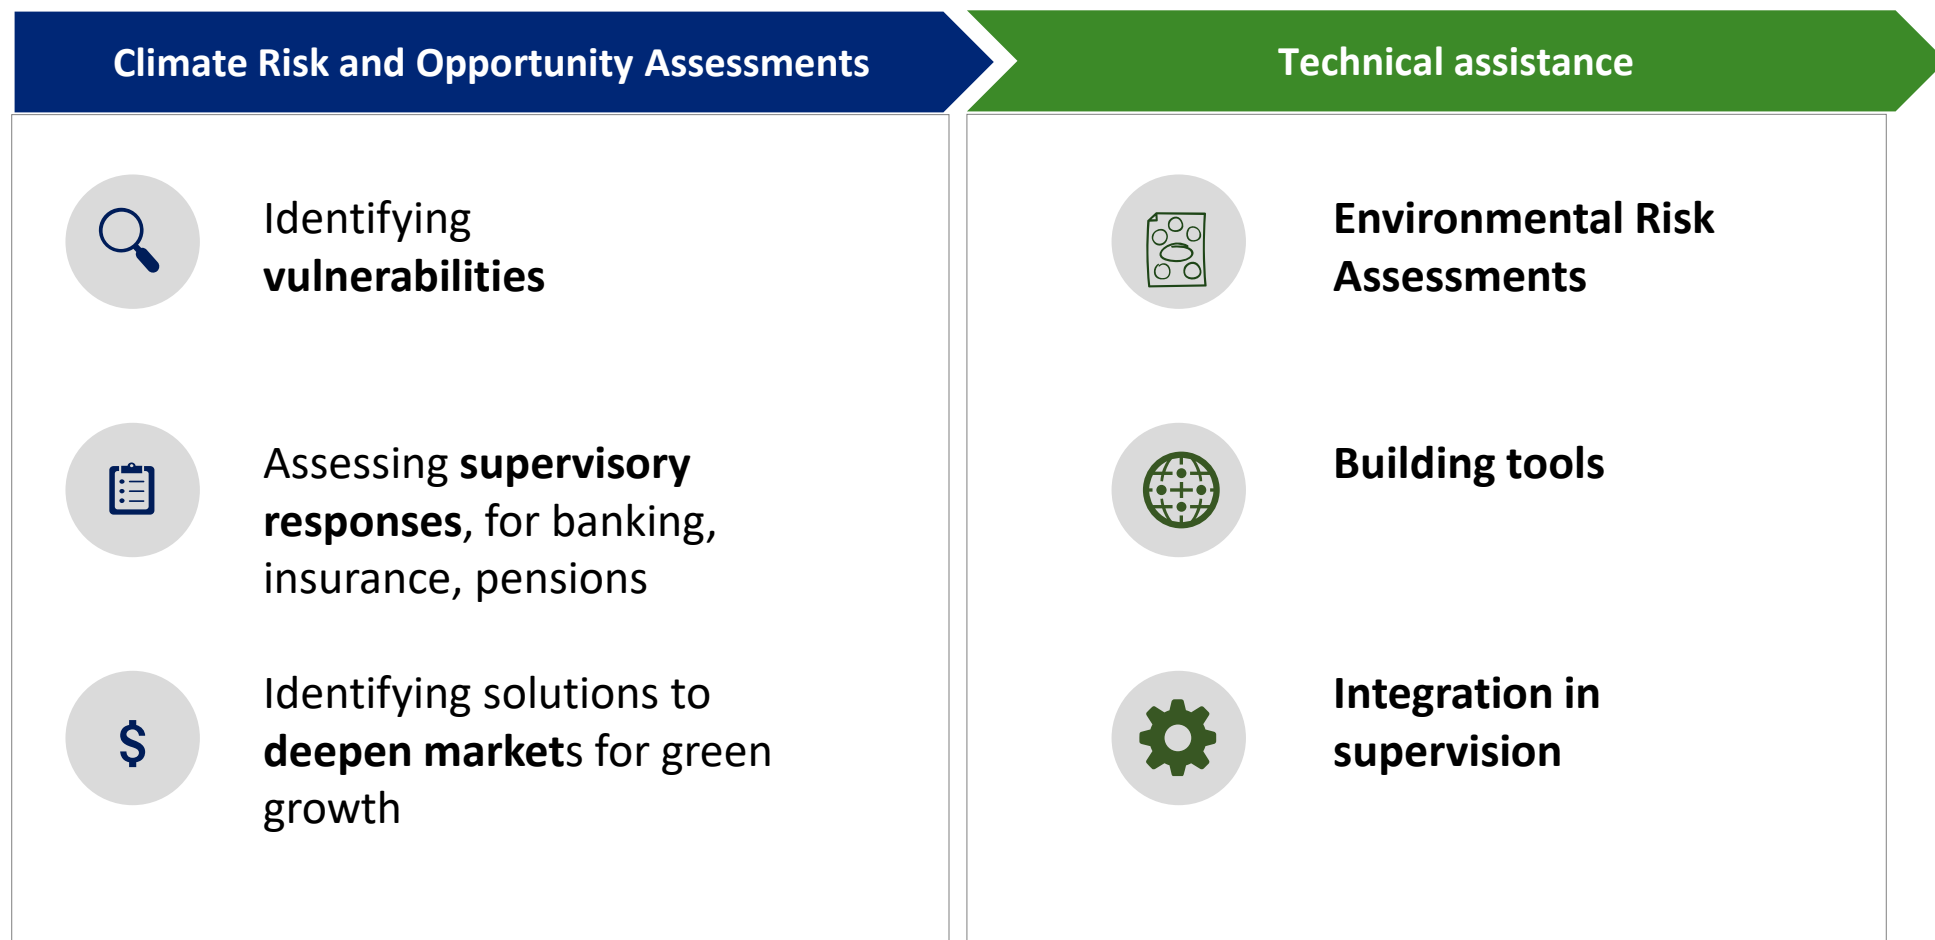 Climate Risk and Opportunity Assessments
Identifying
vulnerabilities
Assessing supervisory
responses, for banking,
insurance, pensions
$
Identifying solutions to
deepen markets for green
growth
Technical assistance
Environmental Risk
Assessments
Building tools
Integration in
supervision